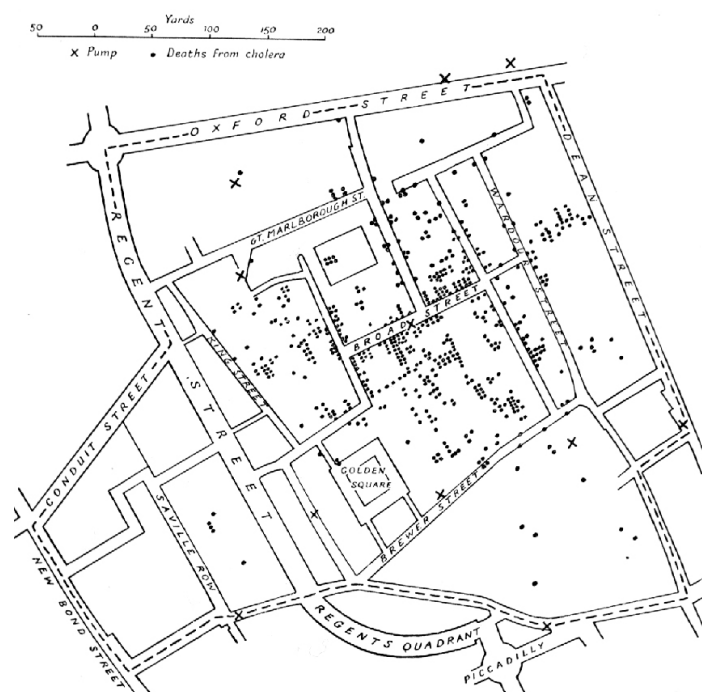 Yards
50 0 50 100 150 200
x Pump • Deaths from cholera
OXFORD STREET
DEAN STREET
REGENT STREET
GT. MARLBOROUGH ST.
WARDOUR STREET
BROAD STREET
KING STREET
CONDUIT STREET
GOLDEN
SQUARE
BREWER STREET
SAVILLE ROW
NEW BOND STREET
REGENTS QUADRANT
PICCADILLY